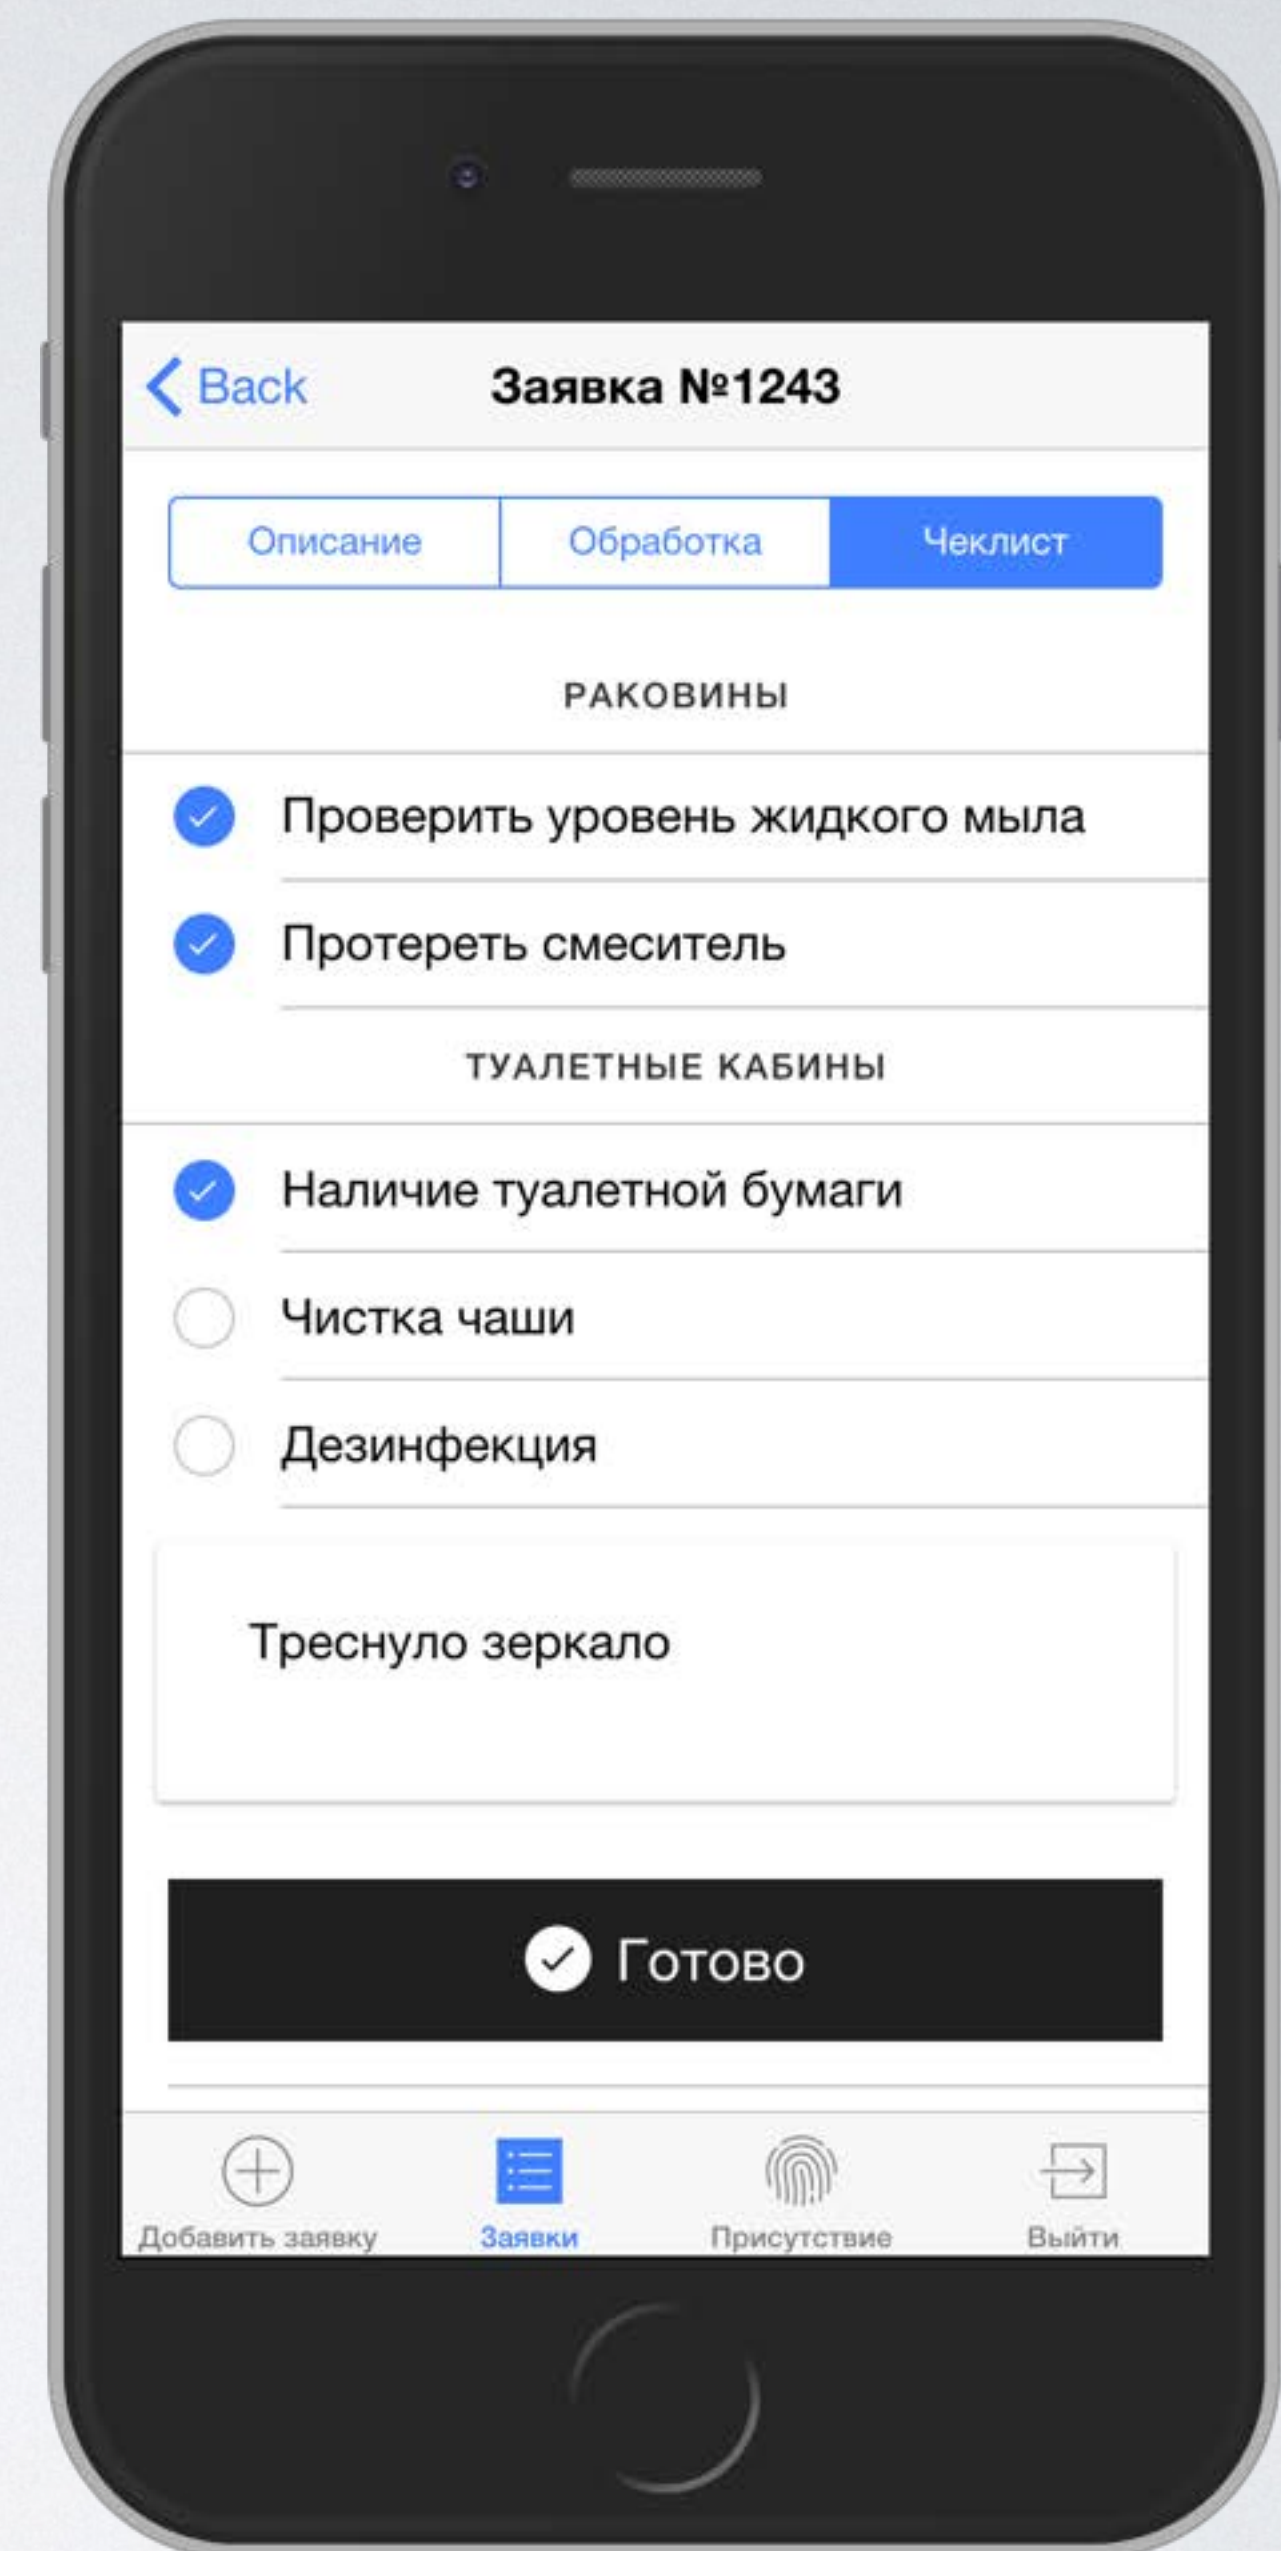 Back
Заявка №1243
Описание
Обработка
Чеклист
РАКОВИНЫ
Проверить уровень жидкого мыла
Протереть смеситель
ТУАЛЕТНЫЕ КАБИНЫ
Наличие туалетной бумаги
Чистка чаши
Дезинфекция
Треснуло зеркало
Готово
Добавить заявку
Заявки
Присутствие
Выйти